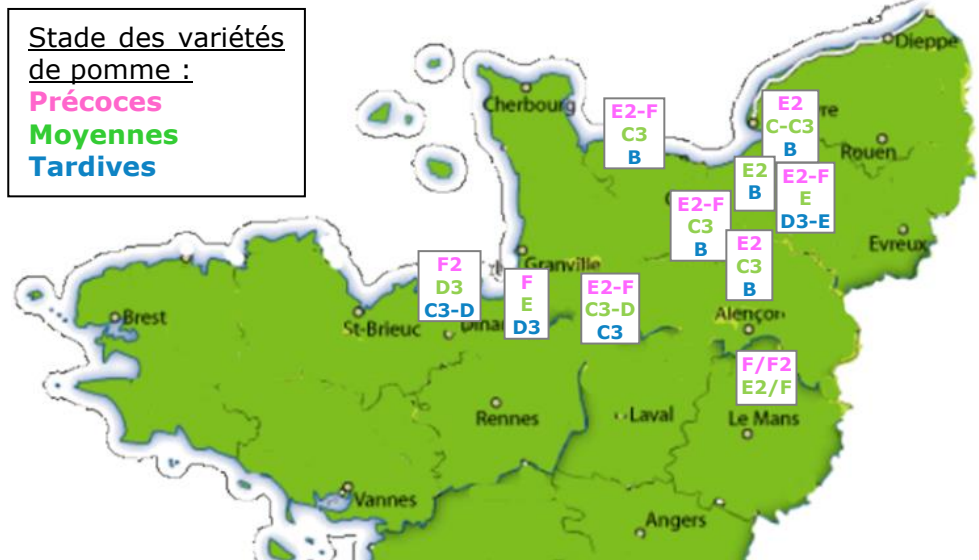 Stade des variétés
de pomme :
Précoces
Moyennes
Tardives
Dieppe
Cherbourg
E2-F
C3
B
E2
C-C3
B
Rouen
E2
B
E2-F
E
D3-E
E2-F
C3
B
E2
C3
B
Evreux
Granville
F2
D3
C3-D
F
E
D3
E2-F
C3-D
C3
Brest
St-Brieuc
Alençon
F/F2
E2/F
Rennes
Laval
Le Mans
Vannes
Angers